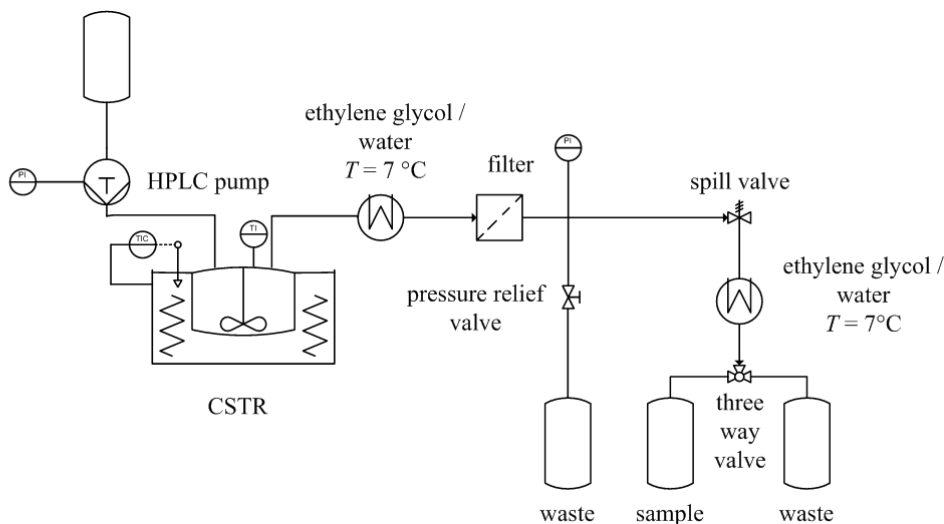 ethylene glycol /
water
T = 7 °C
PI
filter
PI
HPLC pump
spill valve
TIC
TI
ethylene glycol /
water
T = 7°C
pressure relief
valve
CSTR
three
way
valve
waste
sample
waste